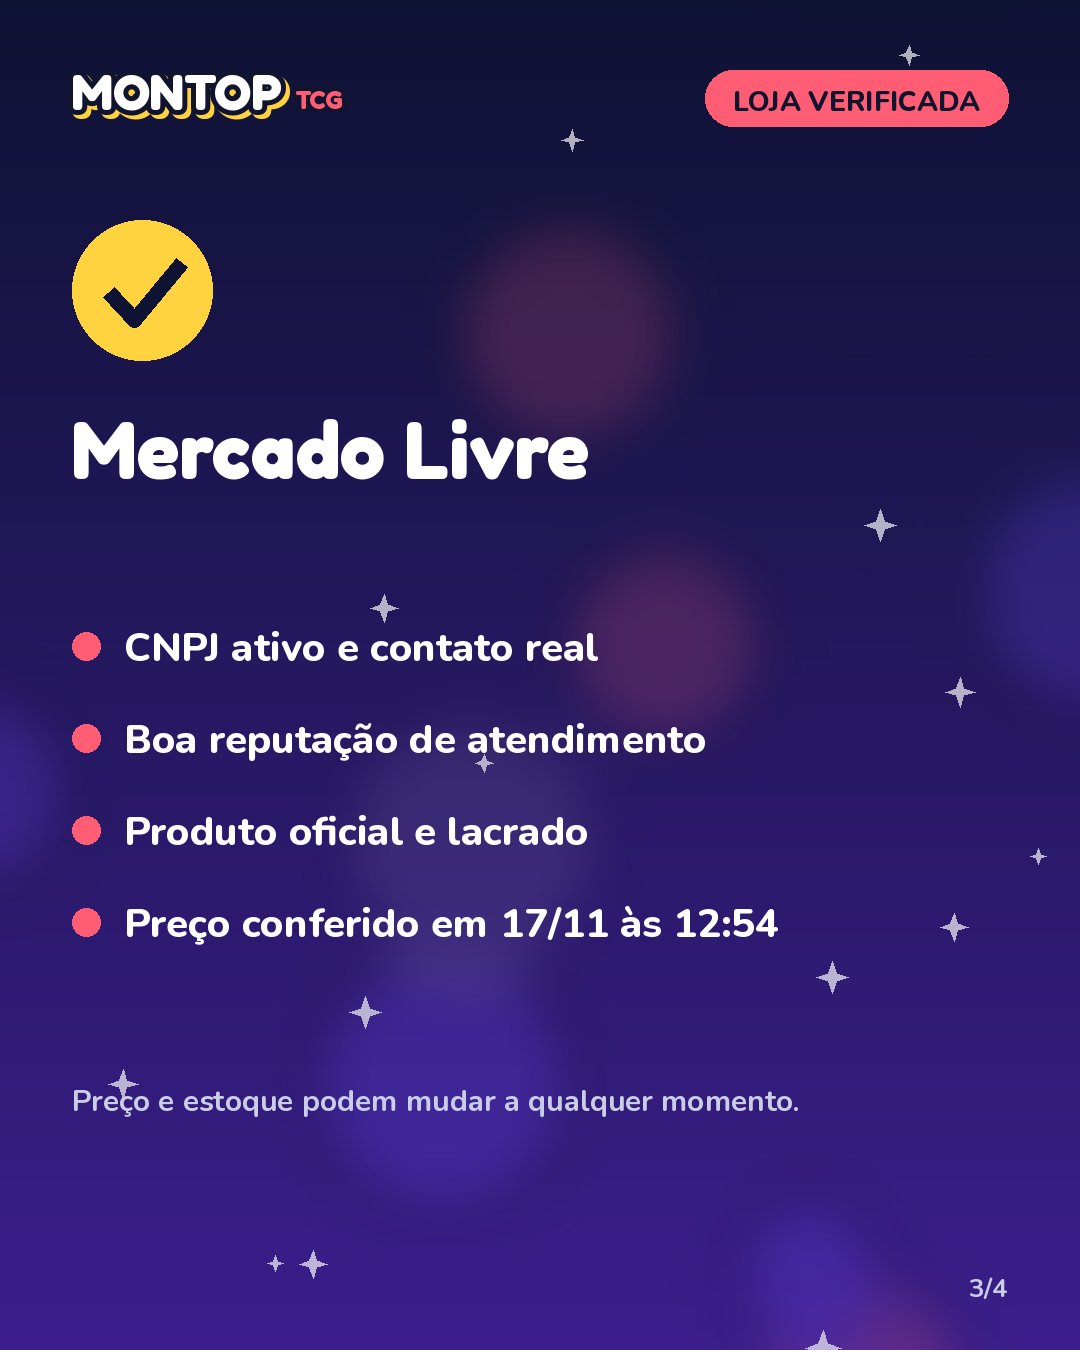 MONTOP TCG
LOJA VERIFICADA
Mercado Livre
CNPJ ativo e contato real
Boa reputação de atendimento
Produto oficial e lacrado
Preço conferido em 17/11 às 12:54
Preço e estoque podem mudar a qualquer momento.
3/4